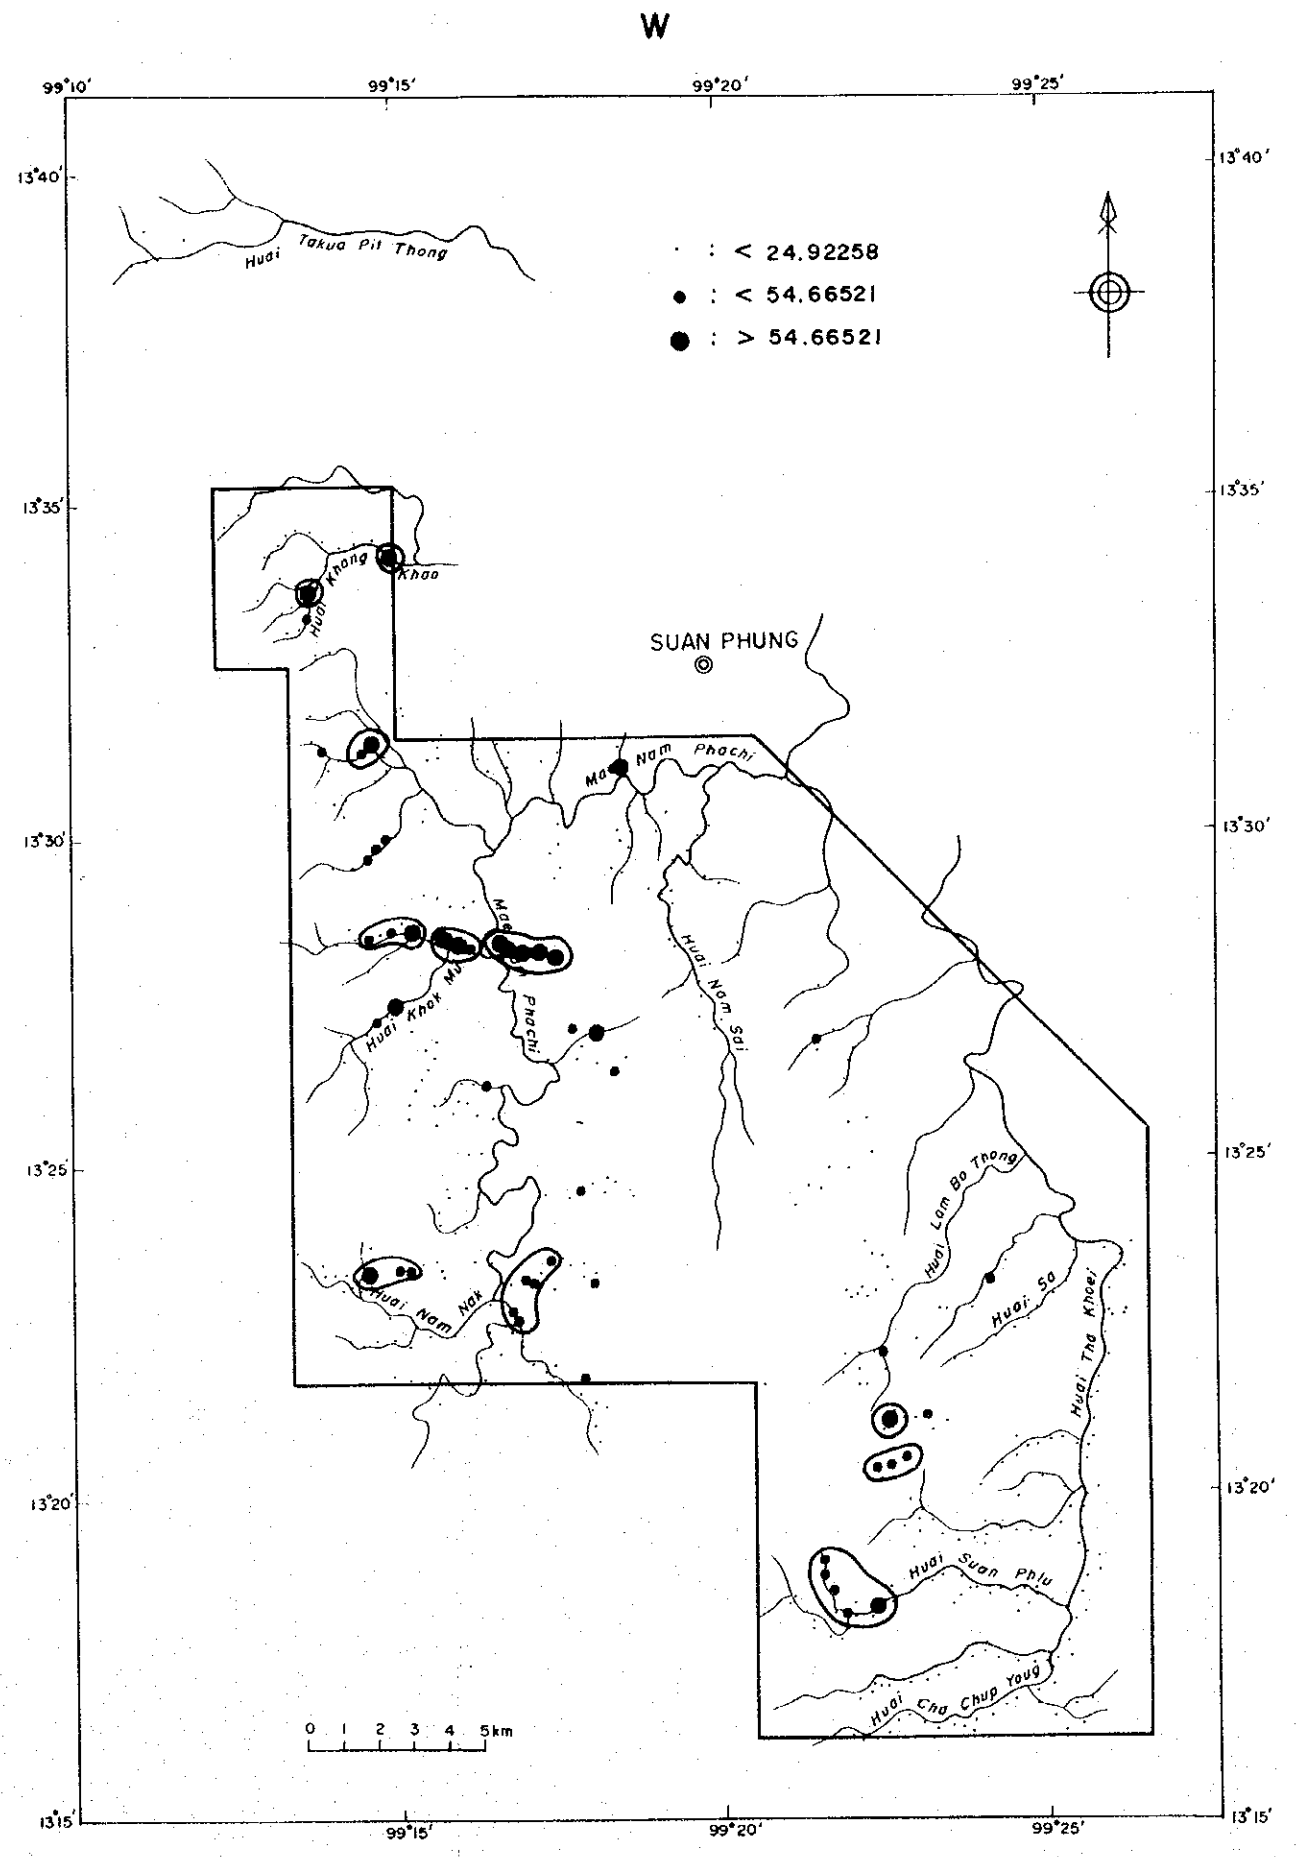 W
99°10' 99°15' 99°20' 99°25'
13°40' 13°40'
Huai Takua Pit Thong
· : < 24.92258
● : < 54.66521
● : > 54.66521
13°35' 13°35'
Huai Khang Khao
SUAN PHUNG
Mae Nam Phachi
13°30' 13°30'
Mae
Phachi
Huai Nam Sai
Huai Khok Mu
13°25' 13°25'
Huai Lam Bo Thong
Huai Sa
Huai Tha Khoei
Huai Nam Nak
13°20' 13°20'
Huai Suan Phlu
Huai Cha Chup Young
0 1 2 3 4 5km
13°15' 13°15'
99°15' 99°20' 99°25'